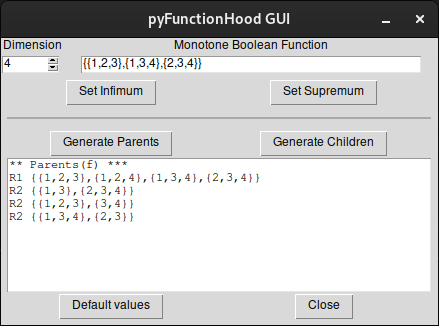 pyFunctionHood GUI
Dimension Monotone Boolean Function
4 {{1,2,3},{1,3,4},{2,3,4}}
Set Infimum Set Supremum
Generate Parents Generate Children
** Parents(f) ***
R1 {{1,2,3},{1,2,4},{1,3,4},{2,3,4}}
R2 {{1,3},{2,3,4}}
R2 {{1,2,3},{3,4}}
R2 {{1,3,4},{2,3}}
Default values Close